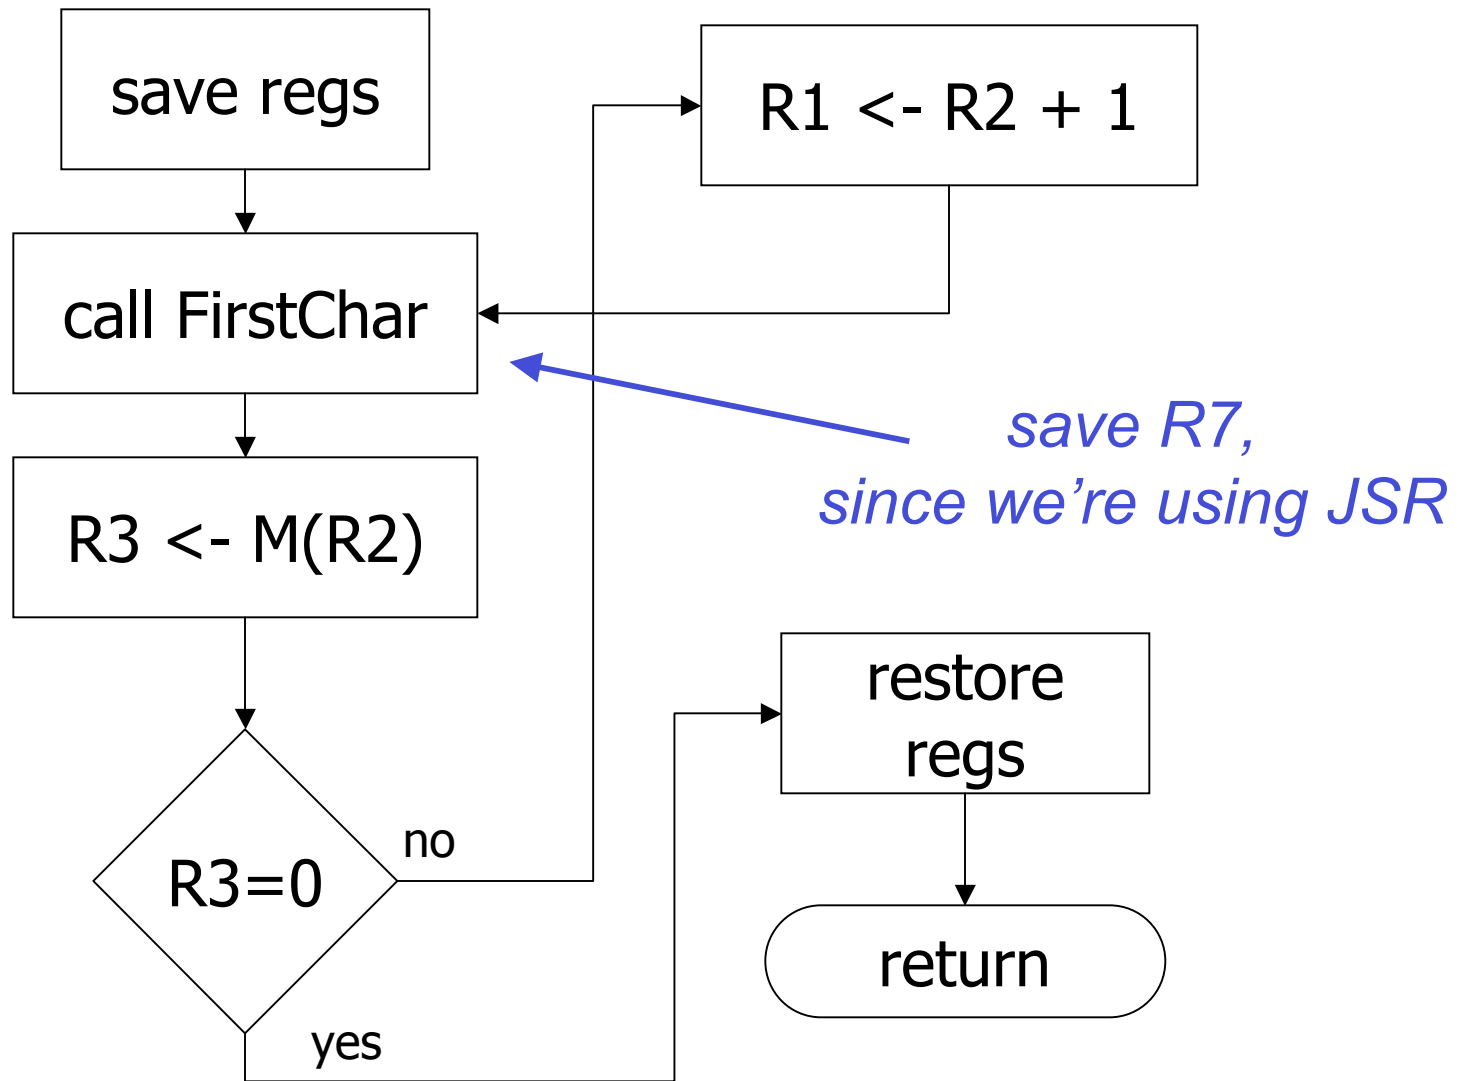 save regs
R1 <- R2 + 1
call FirstChar
save R7,
since we’re using JSR
R3 <- M(R2)
restore
regs
no
R3=0
return
yes